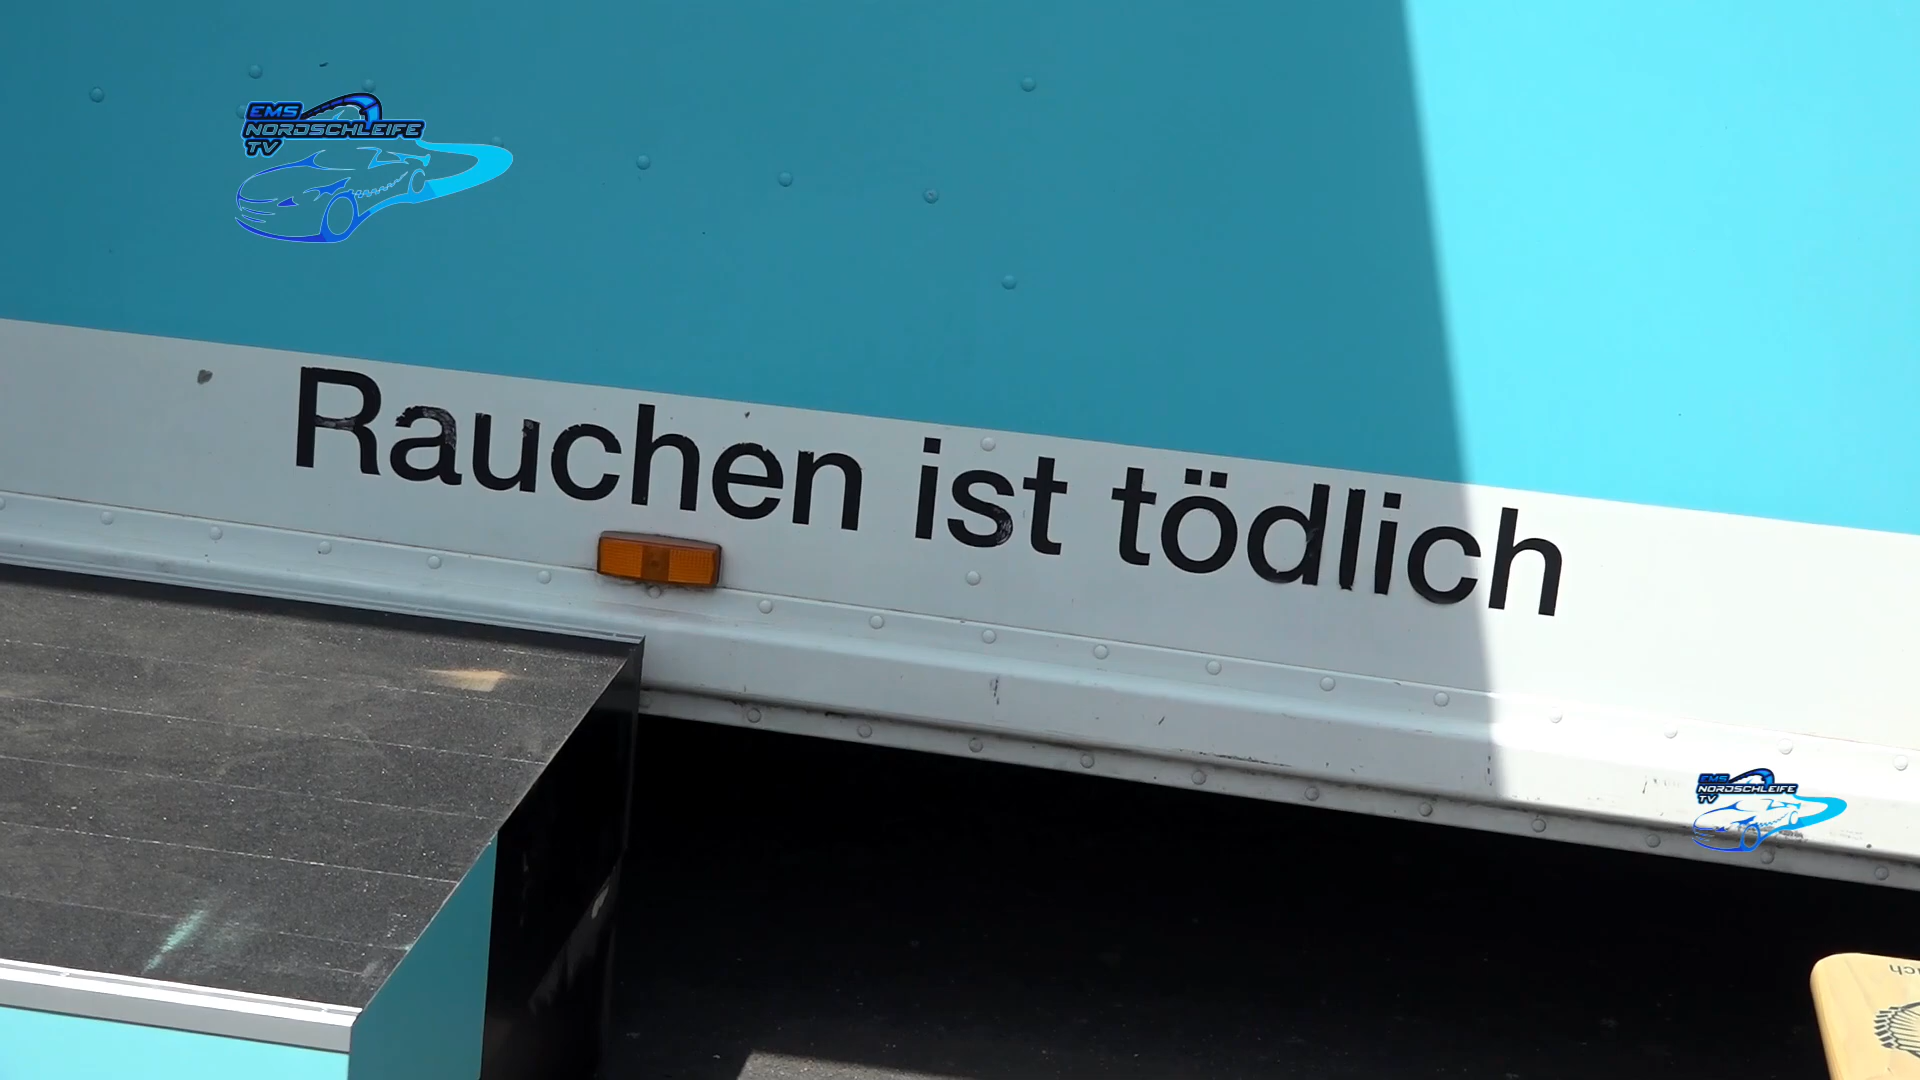 EMS
NORDSCHLEIFE
TV
Rauchen ist tödlich
EMS
NORDSCHLEIFE
TV